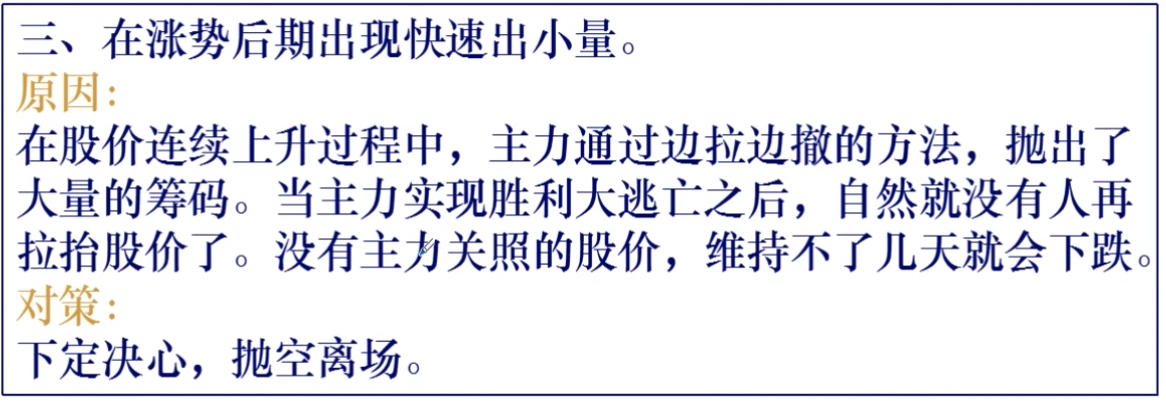 三、在涨势后期出现快速出小量。
原因：
在股价连续上升过程中，主力通过边拉边撤的方法，抛出了
大量的筹码。当主力实现胜利大逃亡之后，自然就没有人再
拉抬股价了。没有主力关照的股价，维持不了几天就会下跌。
对策：
下定决心，抛空离场。